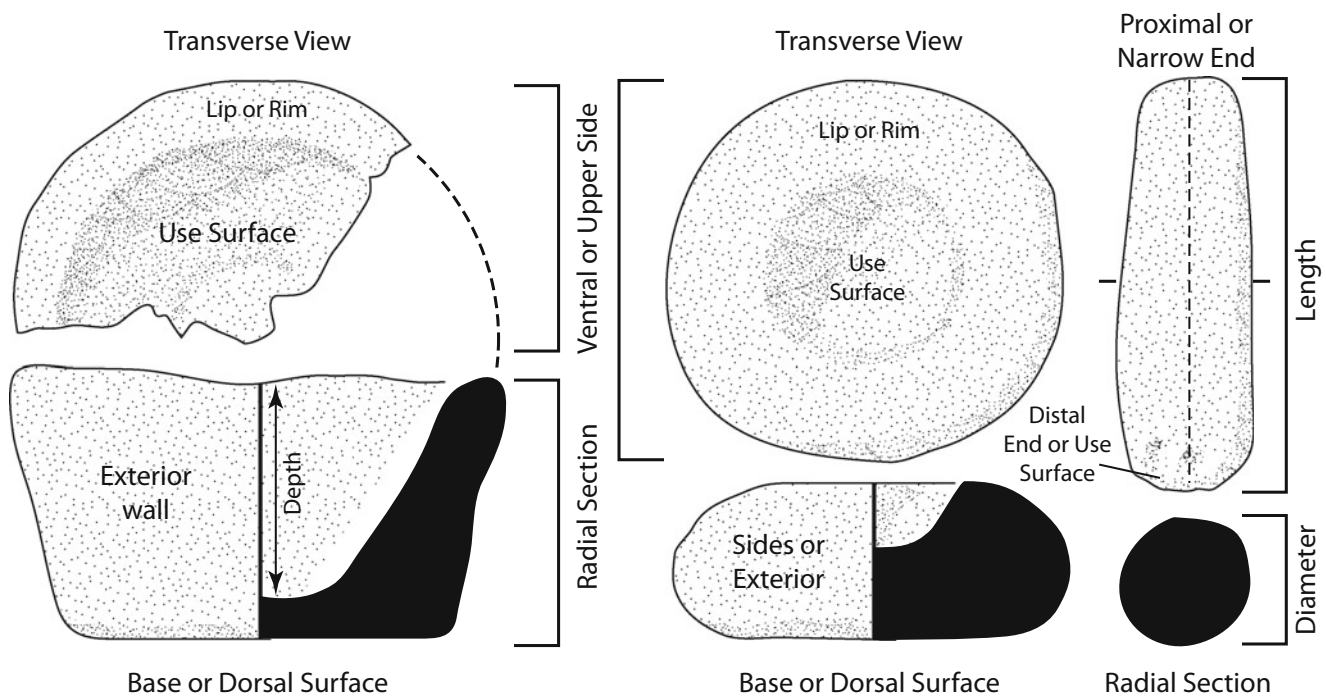 Transverse View
Lip or Rim
Use Surface
Ventral or Upper Side
Exterior
wall
Depth
Radial Section
Base or Dorsal Surface
Transverse View
Lip or Rim
Use
Surface
Sides or
Exterior
Base or Dorsal Surface
Proximal or
Narrow End
Length
Distal
End or Use
Surface
Diameter
Radial Section